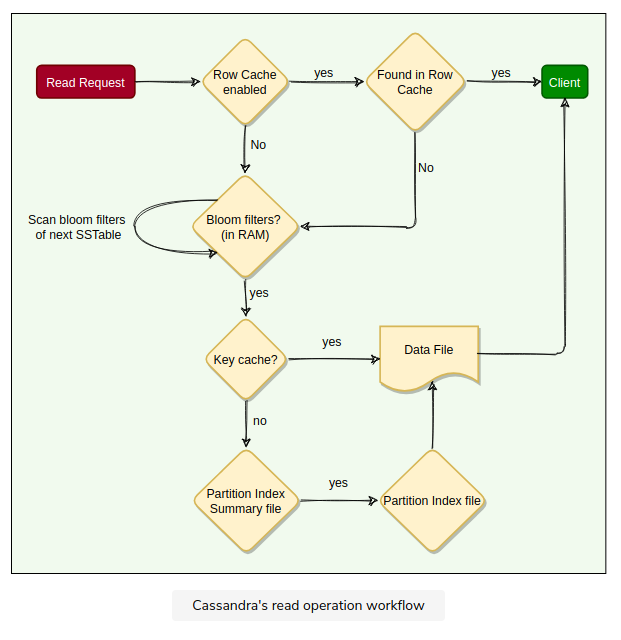 Read Request
Row Cache
enabled
yes
Found in Row
Cache
yes
Client
No
No
Scan bloom filters
of next SSTable
Bloom filters?
(in RAM)
yes
Key cache?
yes
Data File
no
Partition Index
Summary file
yes
Partition Index file
Cassandra's read operation workflow